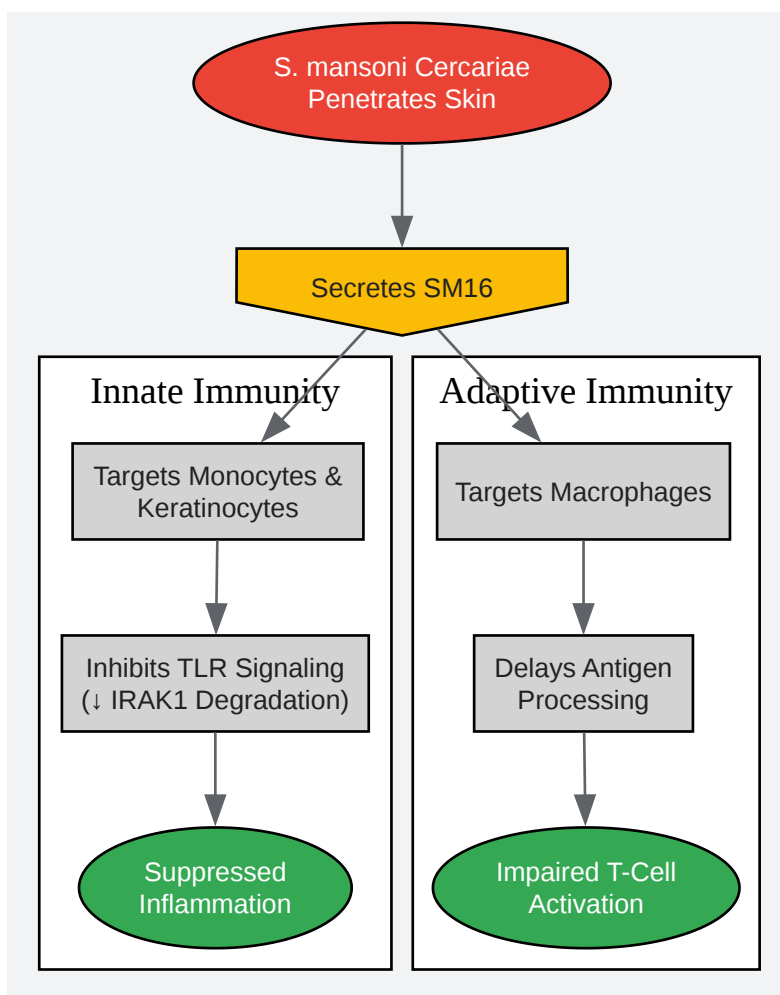 S. mansoni Cercariae
Penetrates Skin
Secretes SM16
Innate Immunity
Targets Monocytes &
Keratinocytes
Inhibits TLR Signaling
(↓ IRAK1 Degradation)
Suppressed
Inflammation
Adaptive Immunity
Targets Macrophages
Delays Antigen
Processing
Impaired T-Cell
Activation